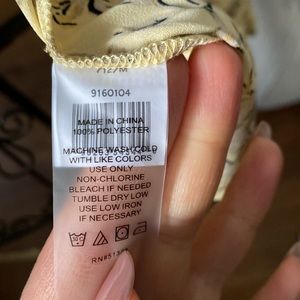 712/M
9160104
MADE IN CHINA
100% POLYESTER
MACHINE WASH COLD
WITH LIKE COLORS
USE ONLY
NON-CHLORINE
BLEACH IF NEEDED
TUMBLE DRY LOW
USE LOW IRON
IF NECESSARY